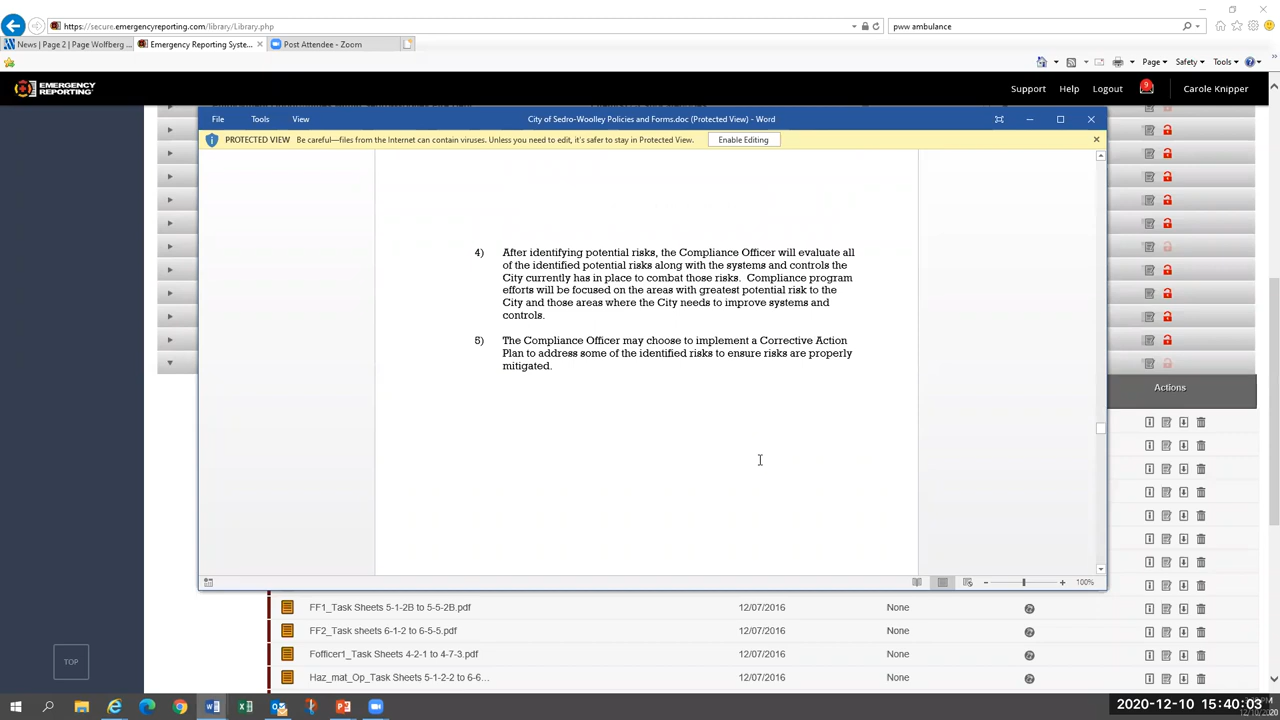 https://secure.emergencyreporting.com/library/Library.php
pww ambulance
News | Page 2 | Page Wolfberg ...
Emergency Reporting Syste...
Post Attendee - Zoom
Page
Safety
Tools
EMERGENCY
REPORTING
Support
Help
9
Logout
Carole Knipper
File
Tools
View
City of Sedro-Woolley Policies and Forms.doc (Protected View) - Word
PROTECTED VIEW Be careful—files from the Internet can contain viruses. Unless you need to edit, it's safer to stay in Protected View.
Enable Editing
4) After identifying potential risks, the Compliance Officer will evaluate all
of the identified potential risks along with the systems and controls the
City currently has in place to combat those risks. Compliance program
efforts will be focused on the areas with greatest potential risk to the
City and those areas where the City needs to improve systems and
controls.
5) The Compliance Officer may choose to implement a Corrective Action
Plan to address some of the identified risks to ensure risks are properly
mitigated.
Actions
100%
FF1_Task Sheets 5-1-2B to 5-5-2B.pdf 12/07/2016 None
FF2_Task sheets 6-1-2 to 6-5-5.pdf 12/07/2016 None
Fofficer1_Task Sheets 4-2-1 to 4-7-3.pdf 12/07/2016 None
Haz_mat_Op_Task Sheets 5-1-2-2 to 6-6... 12/07/2016 None
TOP
2020-12-10 15:40:03